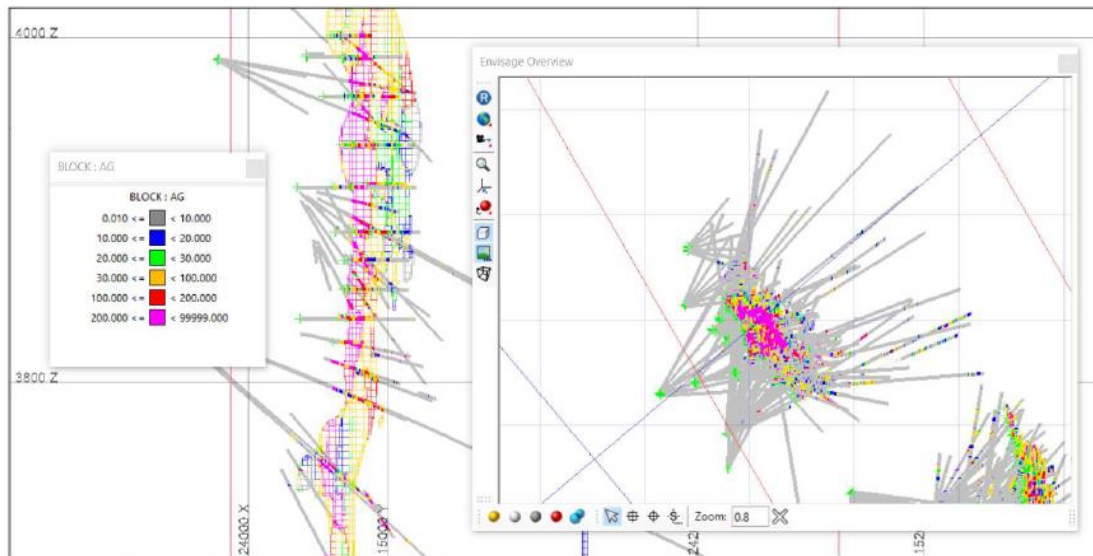 4000 Z
Envisage Overview
BLOCK : AG
BLOCK : AG
0.010 <= < 10.000
10.000 <= < 20.000
20.000 <= < 30.000
30.000 <= < 100.000
100.000 <= < 200.000
200.000 <= < 99999.000
3800 Z
24000 X
15000 Y
Zoom: 0.8
242
152